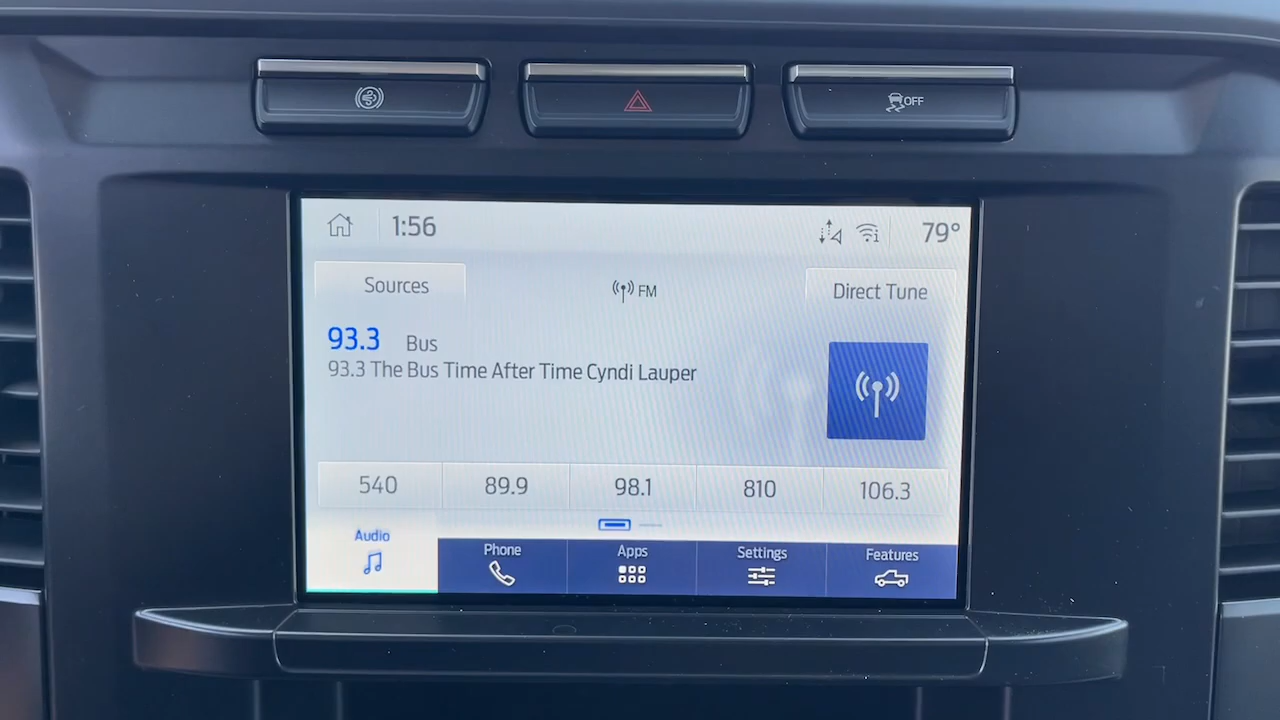 OFF
1:56
79°
Sources
FM
Direct Tune
93.3 Bus
93.3 The Bus Time After Time Cyndi Lauper
540 89.9 98.1 810 106.3
Audio Phone Apps Settings Features